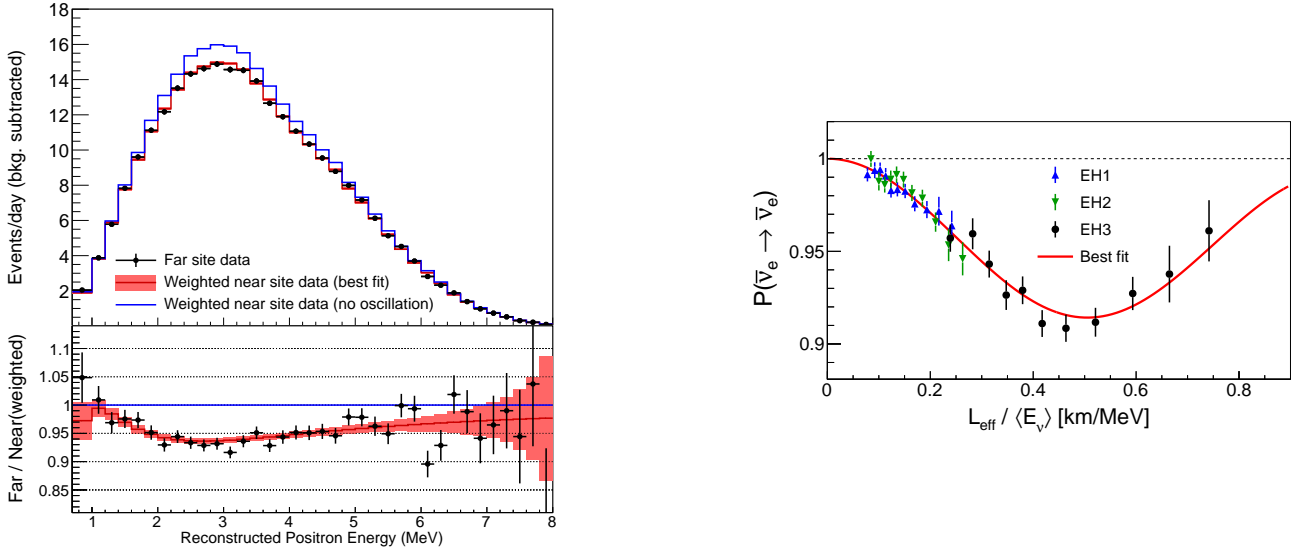 18
16
14
12
10
8
6
4
2
Events/day (bkg. subtracted)
Far site data
Weighted near site data (best fit)
Weighted near site data (no oscillation)
1.1
1.05
1
0.95
0.9
0.85
Far / Near(weighted)
1 2 3 4 5 6 7 8
Reconstructed Positron Energy (MeV)
1
0.95
0.9
P(ν̅e → ν̅e)
EH1
EH2
EH3
Best fit
0 0.2 0.4 0.6 0.8
Leff / ⟨Eν⟩ [km/MeV]